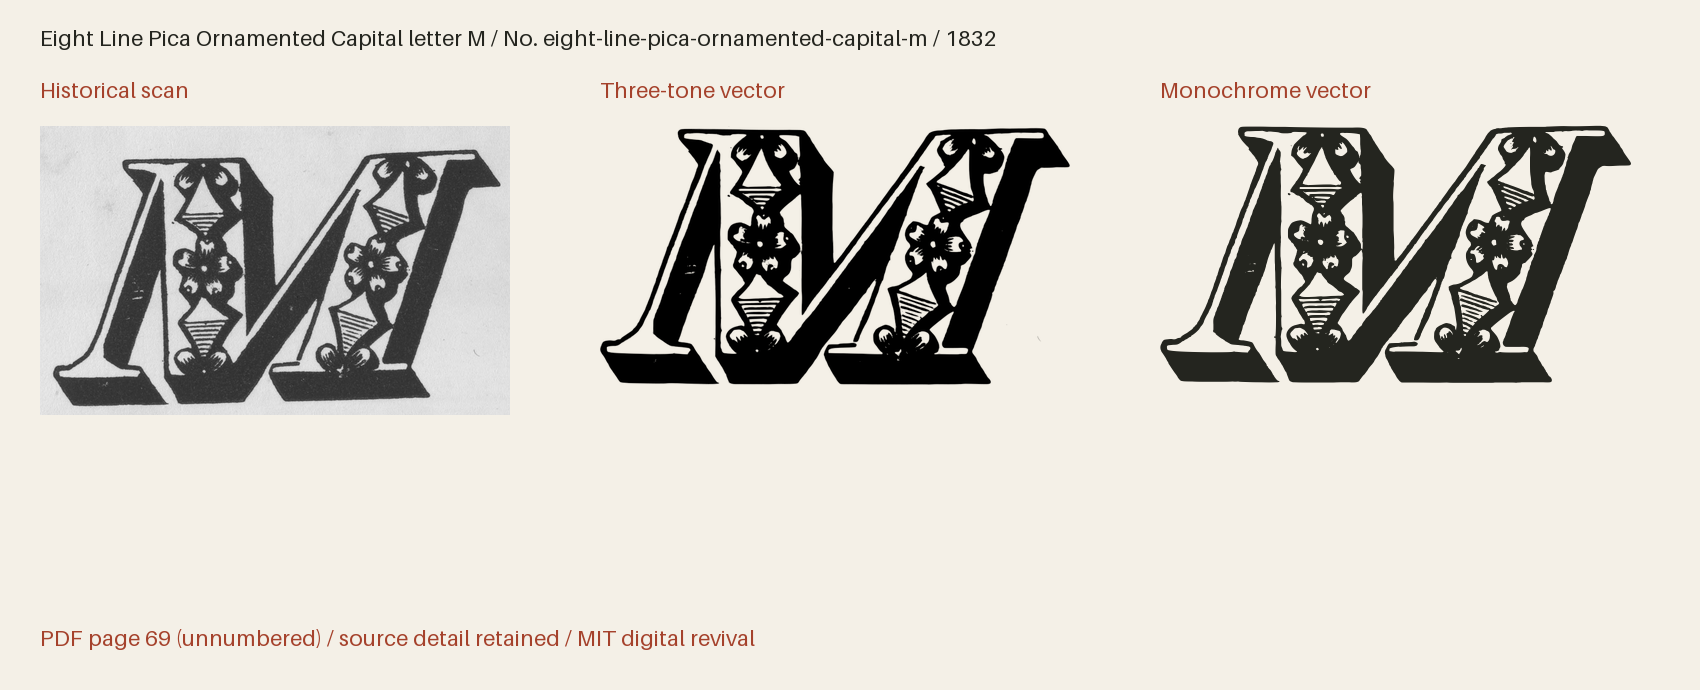 Eight Line Pica Ornamented Capital letter M / No. eight-line-pica-ornamented-capital-m / 1832
Historical scan
Three-tone vector
Monochrome vector
M
M
M
PDF page 69 (unnumbered) / source detail retained / MIT digital revival